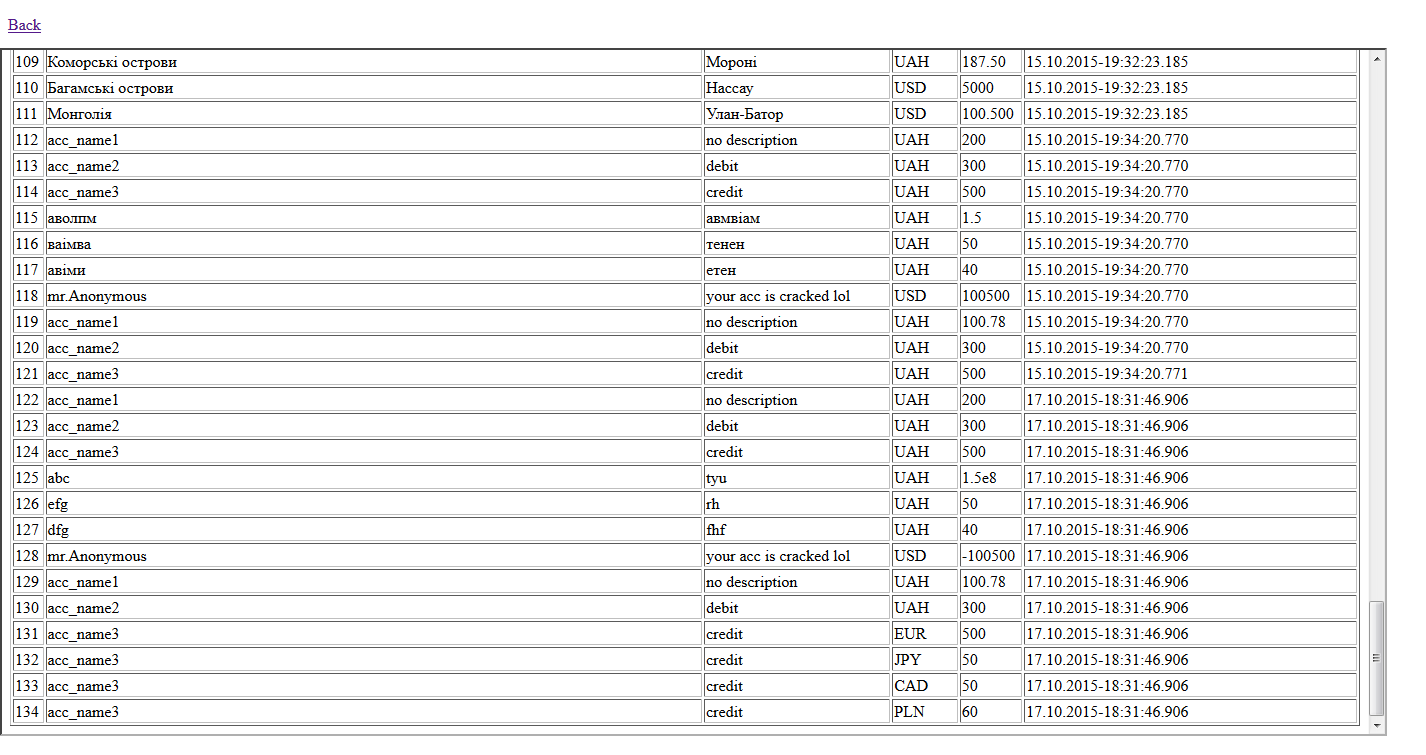 Back
109 Коморські острови Мороні UAH 187.50 15.10.2015-19:32:23.185
110 Багамські острови Нассау USD 5000 15.10.2015-19:32:23.185
111 Монголія Улан-Батор USD 100.500 15.10.2015-19:32:23.185
112 acc_name1 no description UAH 200 15.10.2015-19:34:20.770
113 acc_name2 debit UAH 300 15.10.2015-19:34:20.770
114 acc_name3 credit UAH 500 15.10.2015-19:34:20.770
115 аволпм авмвіам UAH 1.5 15.10.2015-19:34:20.770
116 ваімва тенен UAH 50 15.10.2015-19:34:20.770
117 авіми етен UAH 40 15.10.2015-19:34:20.770
118 mr.Anonymous your acc is cracked lol USD 100500 15.10.2015-19:34:20.770
119 acc_name1 no description UAH 100.78 15.10.2015-19:34:20.770
120 acc_name2 debit UAH 300 15.10.2015-19:34:20.770
121 acc_name3 credit UAH 500 15.10.2015-19:34:20.771
122 acc_name1 no description UAH 200 17.10.2015-18:31:46.906
123 acc_name2 debit UAH 300 17.10.2015-18:31:46.906
124 acc_name3 credit UAH 500 17.10.2015-18:31:46.906
125 abc tyu UAH 1.5e8 17.10.2015-18:31:46.906
126 efg rh UAH 50 17.10.2015-18:31:46.906
127 dfg fhf UAH 40 17.10.2015-18:31:46.906
128 mr.Anonymous your acc is cracked lol USD -100500 17.10.2015-18:31:46.906
129 acc_name1 no description UAH 100.78 17.10.2015-18:31:46.906
130 acc_name2 debit UAH 300 17.10.2015-18:31:46.906
131 acc_name3 credit EUR 500 17.10.2015-18:31:46.906
132 acc_name3 credit JPY 50 17.10.2015-18:31:46.906
133 acc_name3 credit CAD 50 17.10.2015-18:31:46.906
134 acc_name3 credit PLN 60 17.10.2015-18:31:46.906